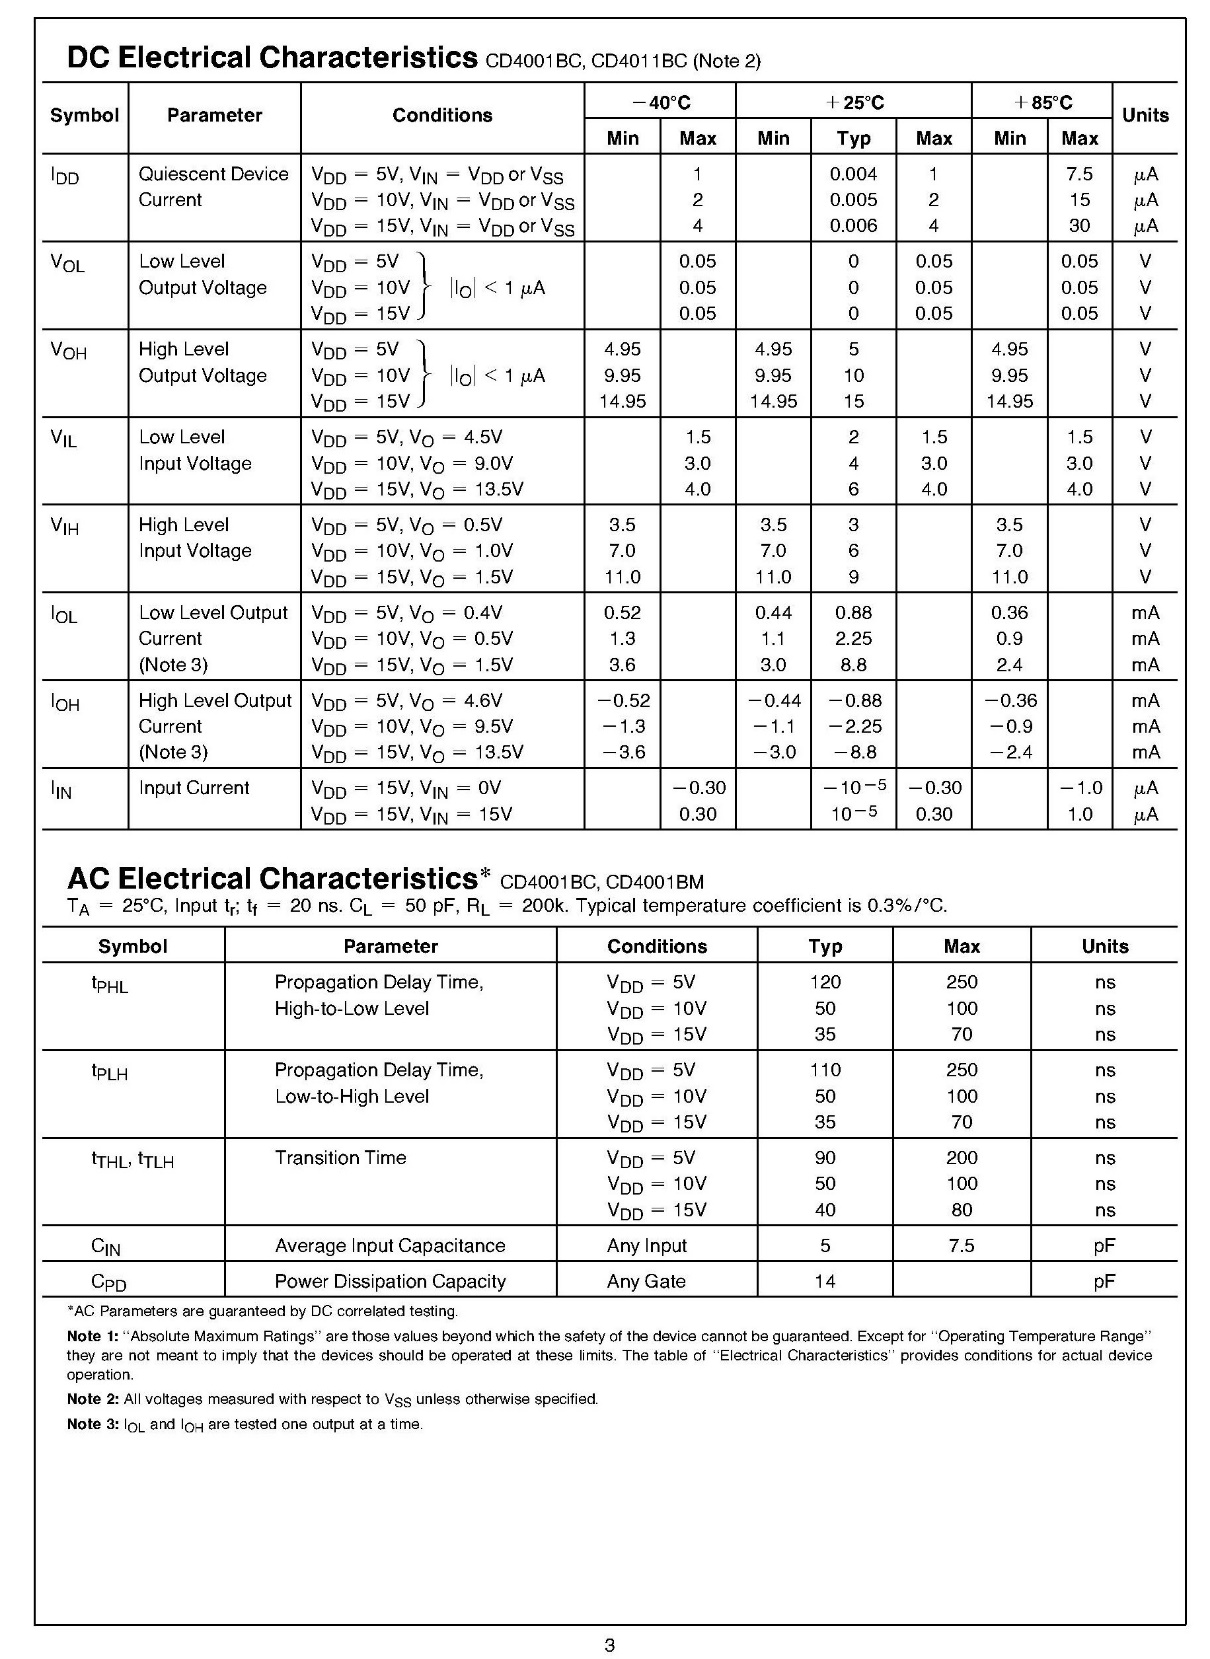 DC Electrical Characteristics CD4001BC, CD4011BC (Note 2)
Symbol Parameter Conditions −40°C +25°C +85°C Units
Min Max Min Typ Max Min Max
IDD Quiescent Device VDD = 5V, VIN = VDD or VSS 1 0.004 1 7.5 μA
Current VDD = 10V, VIN = VDD or VSS 2 0.005 2 15 μA
VDD = 15V, VIN = VDD or VSS 4 0.006 4 30 μA
VOL Low Level VDD = 5V 0.05 0 0.05 0.05 V
Output Voltage VDD = 10V } |IO| < 1 μA 0.05 0 0.05 0.05 V
VDD = 15V 0.05 0 0.05 0.05 V
VOH High Level VDD = 5V 4.95 4.95 5 4.95 V
Output Voltage VDD = 10V } |IO| < 1 μA 9.95 9.95 10 9.95 V
VDD = 15V 14.95 14.95 15 14.95 V
VIL Low Level VDD = 5V, VO = 4.5V 1.5 2 1.5 1.5 V
Input Voltage VDD = 10V, VO = 9.0V 3.0 4 3.0 3.0 V
VDD = 15V, VO = 13.5V 4.0 6 4.0 4.0 V
VIH High Level VDD = 5V, VO = 0.5V 3.5 3.5 3 3.5 V
Input Voltage VDD = 10V, VO = 1.0V 7.0 7.0 6 7.0 V
VDD = 15V, VO = 1.5V 11.0 11.0 9 11.0 V
IOL Low Level Output VDD = 5V, VO = 0.4V 0.52 0.44 0.88 0.36 mA
Current VDD = 10V, VO = 0.5V 1.3 1.1 2.25 0.9 mA
(Note 3) VDD = 15V, VO = 1.5V 3.6 3.0 8.8 2.4 mA
IOH High Level Output VDD = 5V, VO = 4.6V −0.52 −0.44 −0.88 −0.36 mA
Current VDD = 10V, VO = 9.5V −1.3 −1.1 −2.25 −0.9 mA
(Note 3) VDD = 15V, VO = 13.5V −3.6 −3.0 −8.8 −2.4 mA
IIN Input Current VDD = 15V, VIN = 0V −0.30 −10−5 −0.30 −1.0 μA
VDD = 15V, VIN = 15V 0.30 10−5 0.30 1.0 μA
AC Electrical Characteristics* CD4001BC, CD4001BM
TA = 25°C, Input tr; tf = 20 ns. CL = 50 pF, RL = 200k. Typical temperature coefficient is 0.3%/°C.
Symbol Parameter Conditions Typ Max Units
tPHL Propagation Delay Time, VDD = 5V 120 250 ns
High-to-Low Level VDD = 10V 50 100 ns
VDD = 15V 35 70 ns
tPLH Propagation Delay Time, VDD = 5V 110 250 ns
Low-to-High Level VDD = 10V 50 100 ns
VDD = 15V 35 70 ns
tTHL, tTLH Transition Time VDD = 5V 90 200 ns
VDD = 10V 50 100 ns
VDD = 15V 40 80 ns
CIN Average Input Capacitance Any Input 5 7.5 pF
CPD Power Dissipation Capacity Any Gate 14 pF
*AC Parameters are guaranteed by DC correlated testing.
Note 1: "Absolute Maximum Ratings" are those values beyond which the safety of the device cannot be guaranteed. Except for "Operating Temperature Range"
they are not meant to imply that the devices should be operated at these limits. The table of "Electrical Characteristics" provides conditions for actual device
operation.
Note 2: All voltages measured with respect to VSS unless otherwise specified.
Note 3: IOL and IOH are tested one output at a time.
3